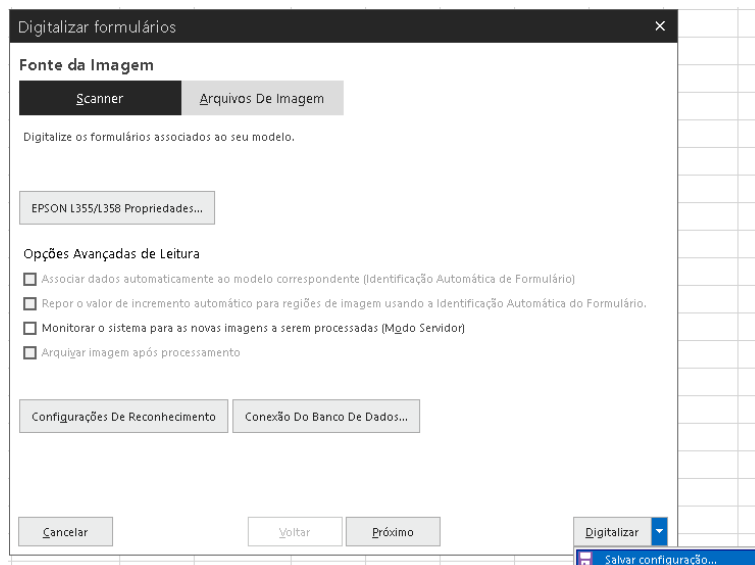 Digitalizar formulários
Fonte da Imagem
Scanner
Arquivos De Imagem
Digitalize os formulários associados ao seu modelo.
EPSON L355/L358 Propriedades...
Opções Avançadas de Leitura
Associar dados automaticamente ao modelo correspondente (Identificação Automática de Formulário)
Repor o valor de incremento automático para regiões de imagem usando a Identificação Automática do Formulário.
Monitorar o sistema para as novas imagens a serem processadas (Modo Servidor)
Arquivar imagem após processamento
Configurações De Reconhecimento
Conexão Do Banco De Dados...
Cancelar
Voltar
Próximo
Digitalizar
Salvar configuração...